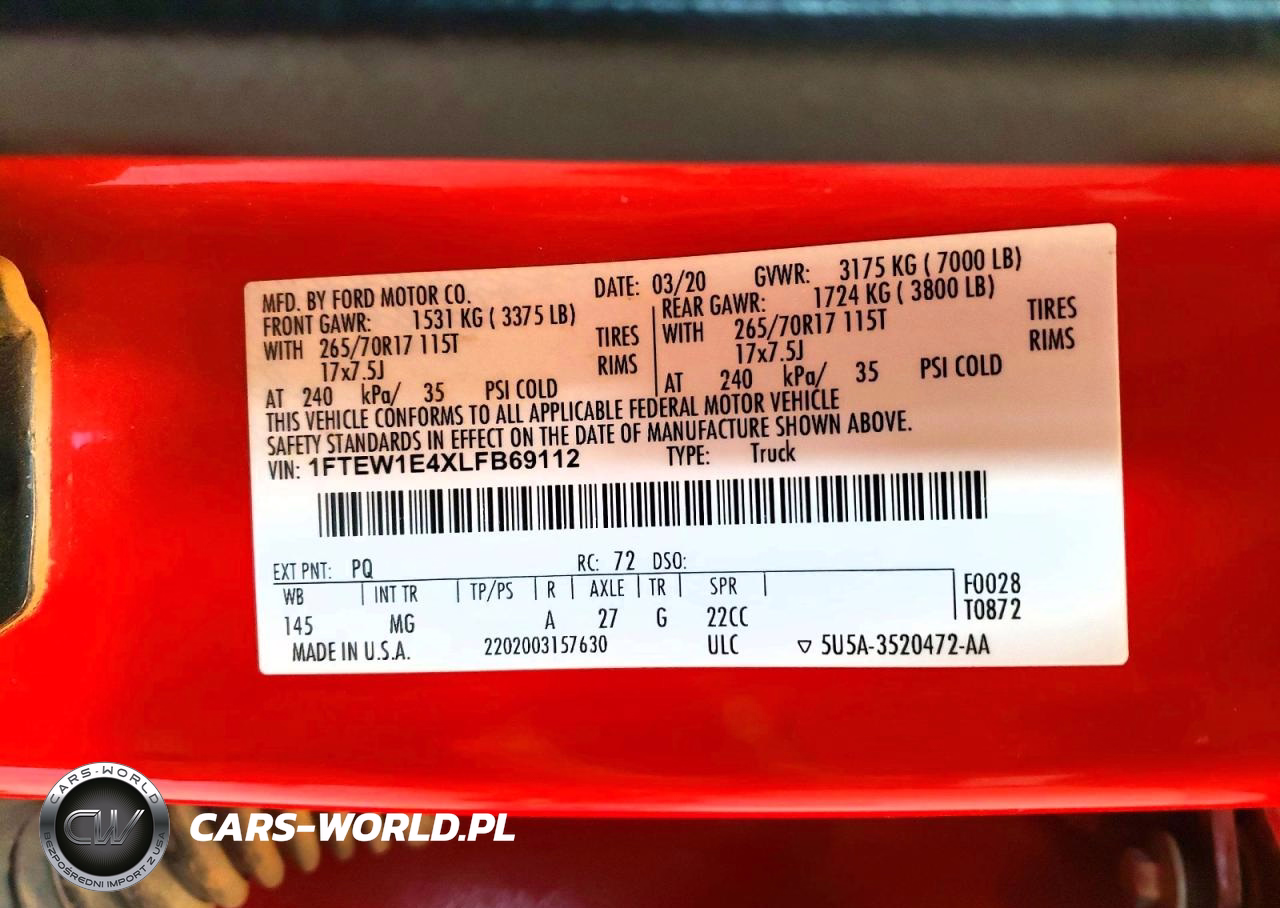 MFD. BY FORD MOTOR CO. DATE: 03/20 GVWR: 3175 KG ( 7000 LB)
FRONT GAWR: 1531 KG ( 3375 LB) REAR GAWR: 1724 KG ( 3800 LB)
WITH 265/70R17 115T TIRES WITH 265/70R17 115T TIRES
17x7.5J RIMS 17x7.5J RIMS
AT 240 kPa/ 35 PSI COLD AT 240 kPa/ 35 PSI COLD
THIS VEHICLE CONFORMS TO ALL APPLICABLE FEDERAL MOTOR VEHICLE
SAFETY STANDARDS IN EFFECT ON THE DATE OF MANUFACTURE SHOWN ABOVE.
VIN: 1FTEW1E4XLFB69112 TYPE: Truck
EXT PNT: PQ RC: 72 DSO:
WB INT TR TP/PS R AXLE TR SPR F0028
145 MG A 27 G 22CC T0872
MADE IN U.S.A. 2202003157630 ULC ▽ 5U5A-3520472-AA
CARS-WORLD
CW
BEZPOŚREDNI IMPORT Z USA
CARS-WORLD.PL